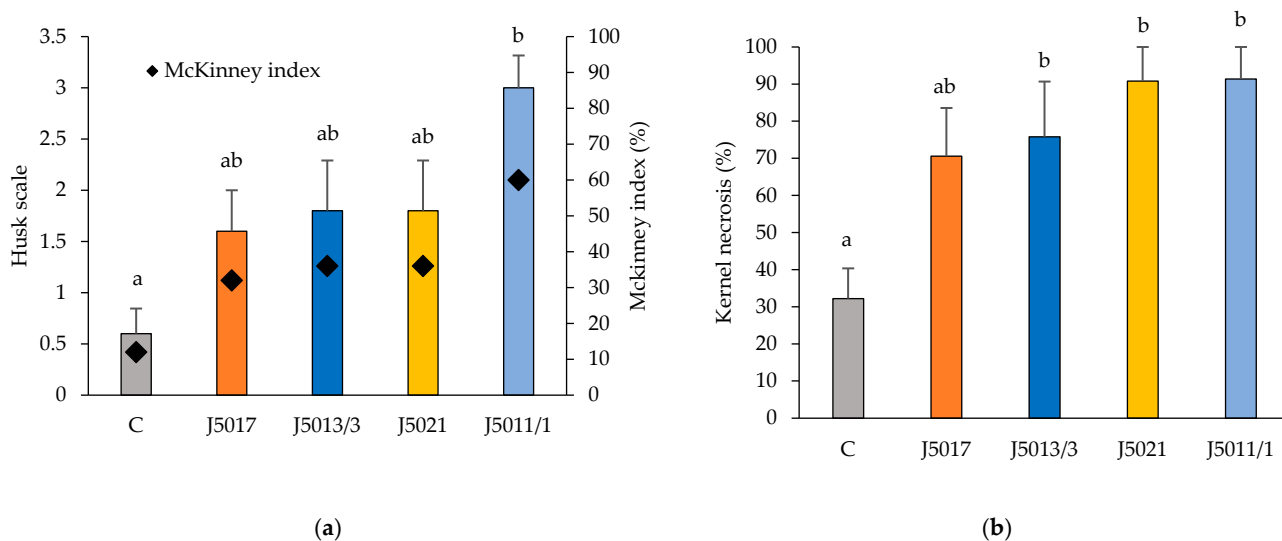 3.5
3
2.5
2
1.5
1
0.5
0
Husk scale
McKinney index
a
ab
ab
ab
b
100
90
80
70
60
50
40
30
20
10
0
Mckinney index (%)
C J5017 J5013/3 J5021 J5011/1
(a)
100
90
80
70
60
50
40
30
20
10
0
Kernel necrosis (%)
a
ab
b
b
b
C J5017 J5013/3 J5021 J5011/1
(b)